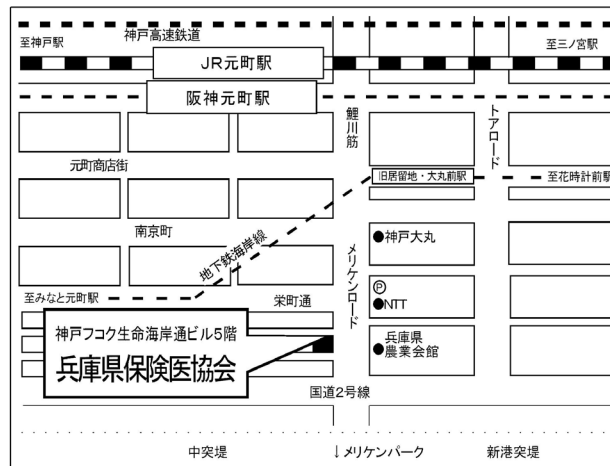 神戸高速鉄道
至神戸駅
至三ノ宮駅
JR元町駅
阪神元町駅
鯉川筋
トアロード
元町商店街
旧居留地・大丸前駅
至花時計前駅
南京町
地下鉄海岸線
メリケンロード
●神戸大丸
Ⓟ
●NTT
至みなと元町駅
栄町通
神戸フコク生命海岸通ビル5階
兵庫県保険医協会
●兵庫県
農業会館
国道2号線
中突堤
↓メリケンパーク
新港突堤